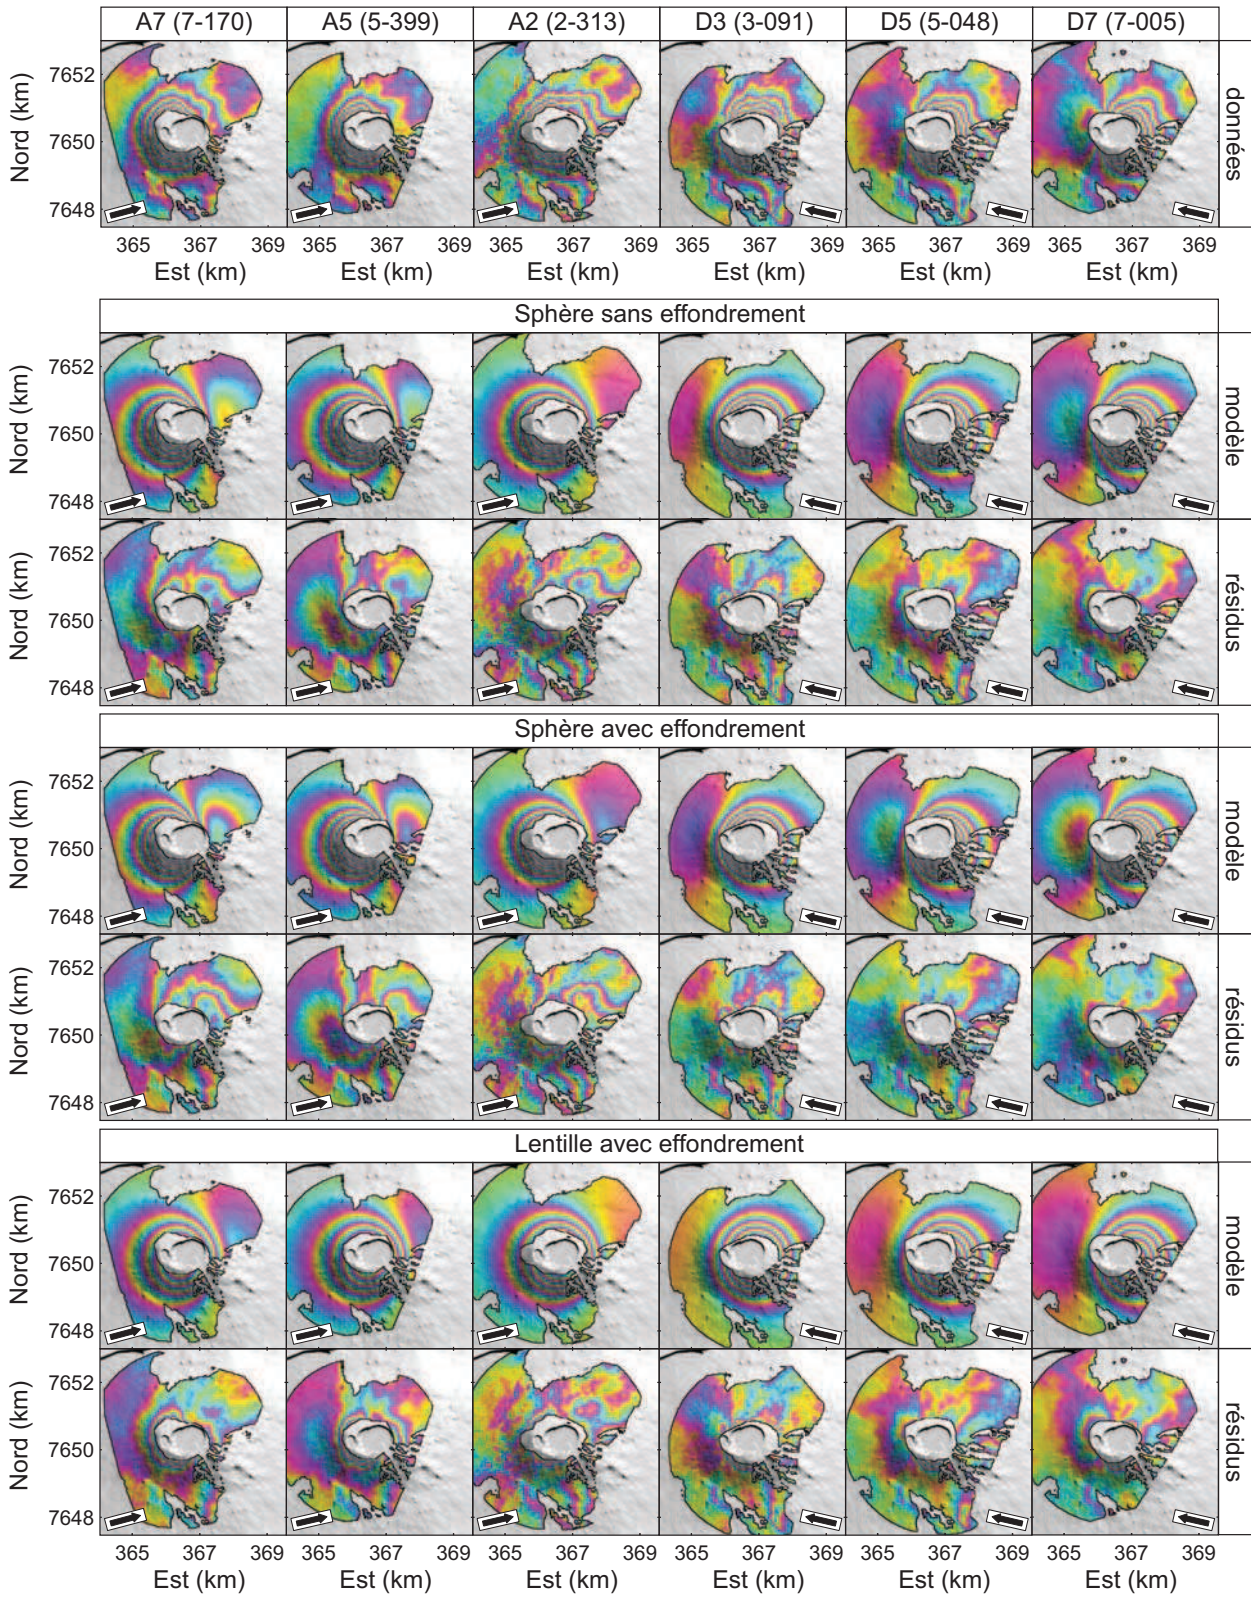 A7 (7-170) A5 (5-399) A2 (2-313) D3 (3-091) D5 (5-048) D7 (7-005)
Nord (km) 7652 7650 7648 données
365 367 369 365 367 369 365 367 369 365 367 369 365 367 369 365 367 369
Est (km) Est (km) Est (km) Est (km) Est (km) Est (km)
Sphère sans effondrement
Nord (km) 7652 7650 7648 modèle
Nord (km) 7652 7650 7648 résidus
Sphère avec effondrement
Nord (km) 7652 7650 7648 modèle
Nord (km) 7652 7650 7648 résidus
Lentille avec effondrement
Nord (km) 7652 7650 7648 modèle
Nord (km) 7652 7650 7648 résidus
365 367 369 365 367 369 365 367 369 365 367 369 365 367 369 365 367 369
Est (km) Est (km) Est (km) Est (km) Est (km) Est (km)